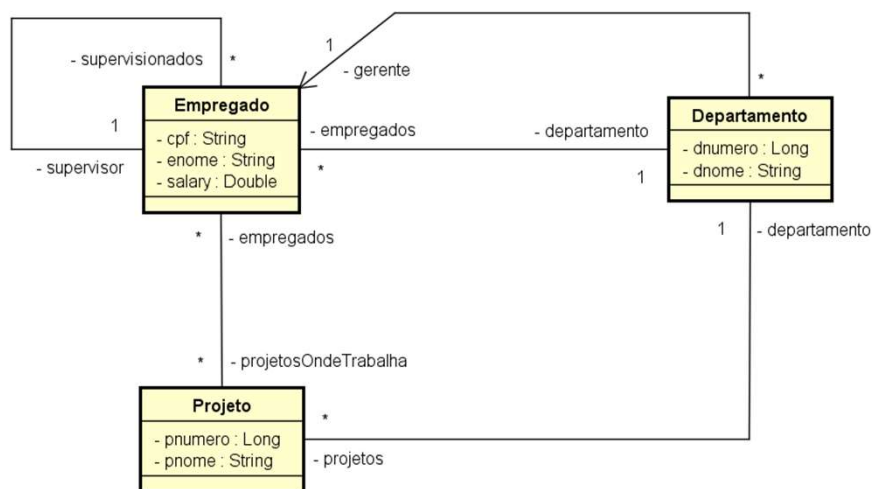 1
- gerente
- supervisionados
*
*
Empregado
- cpf : String
- enome : String
- salary : Double
1
- supervisor
- empregados
*
- departamento
1
Departamento
- dnumero : Long
- dnome : String
*
- empregados
1
- departamento
*
- projetosOndeTrabalha
Projeto
- pnumero : Long
- pnome : String
*
- projetos